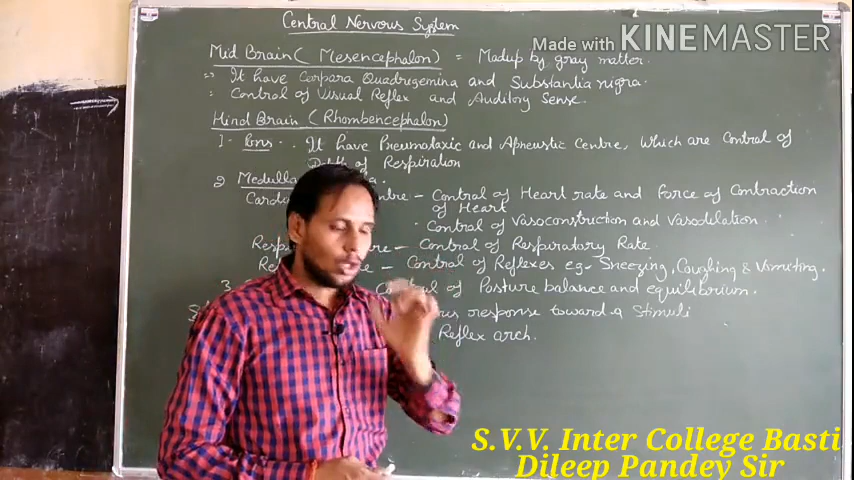 Central Nervous System
Made with KINEMASTER
Mid Brain (Mesencephalon) = Madup by gray matter.
It have Carpara Quadrugemina and Substantia nigra.
Control of Visual Reflex and Auditory Sense.
Hind Brain (Rhombencephalon)
1- Pons - It have Pneumotaxic and Apneustic Centre, Which are Control of
of Respiration
2 Medulla
Centre - Control of Heart rate and Force of Contraction
of Heart
Control of Vasoconstruction and Vasodilation
- Control of Respiratory Rate.
- Control of Reflexes eg- Sneezing, Coughing & Vomiting.
3 Control of Posture balance and equilibrium.
response toward a Stimuli
Reflex arch.
S.V.V. Inter College Basti
Dileep Pandey Sir